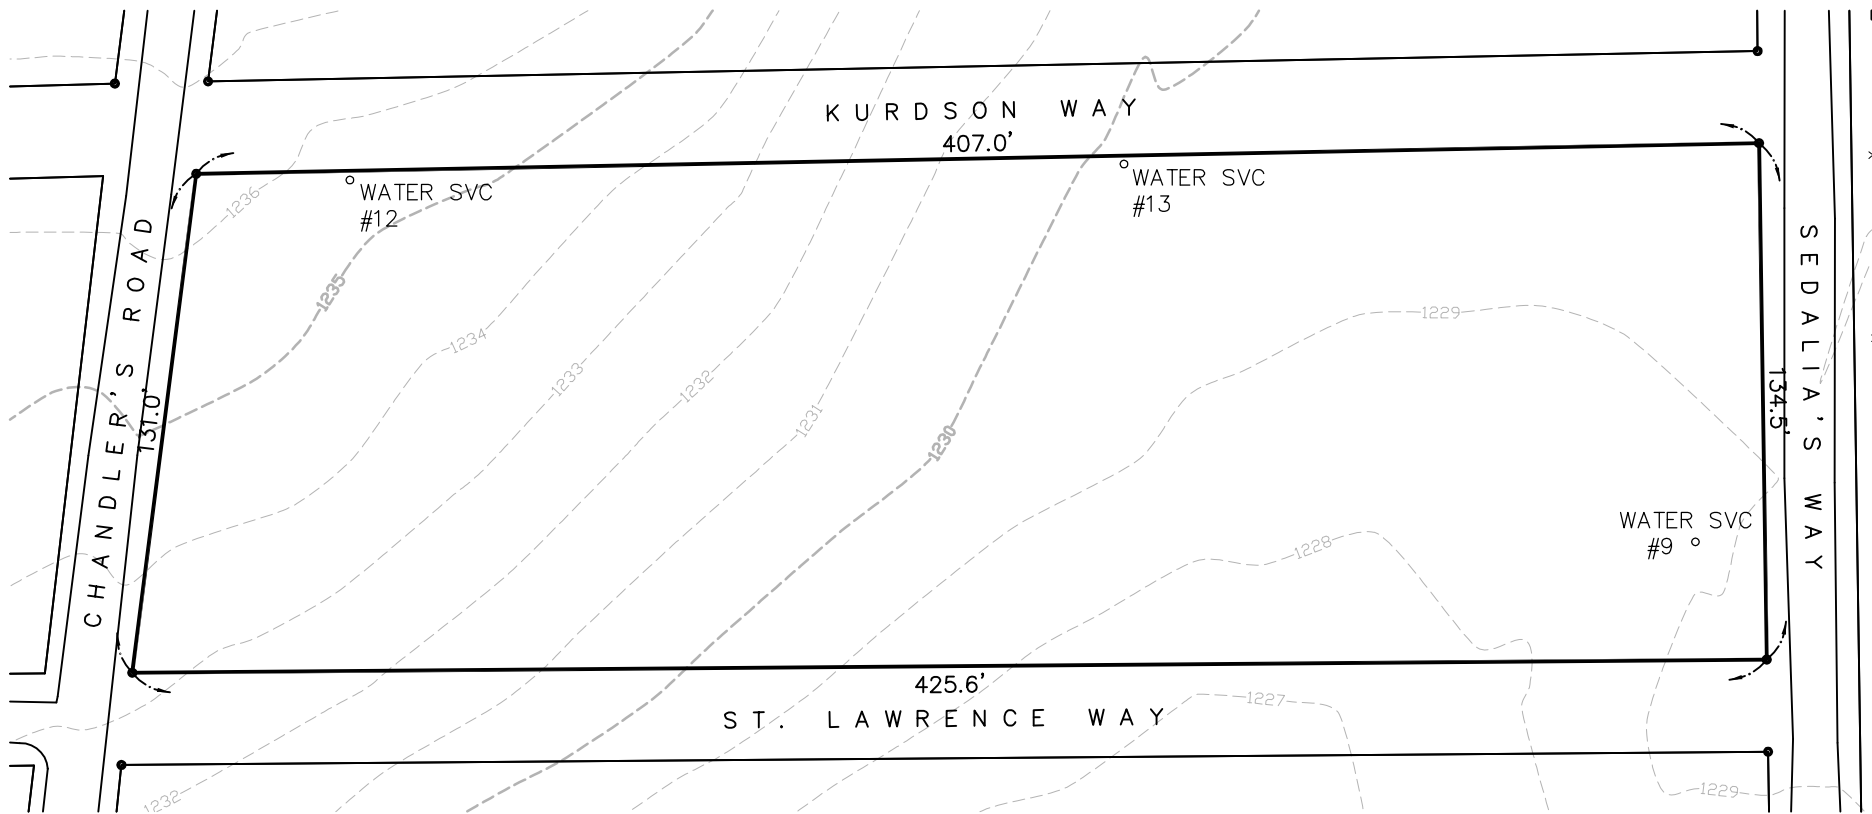 KURDSON WAY
407.0'
WATER SVC
#12
WATER SVC
#13
1236
CHANDLER'S ROAD
SEDALIA'S WAY
1235
1229
1234
1233
1232
131.0'
134.5'
1231
1230
WATER SVC
#9
1228
425.6'
1227
ST. LAWRENCE WAY
1232
1229